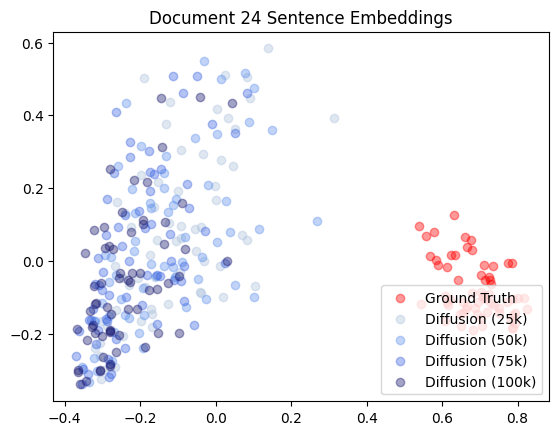 Document 24 Sentence Embeddings
0.6
0.4
0.2
0.0
−0.2
−0.4
−0.2
0.0
0.2
0.4
0.6
0.8
Ground Truth
Diffusion (25k)
Diffusion (50k)
Diffusion (75k)
Diffusion (100k)